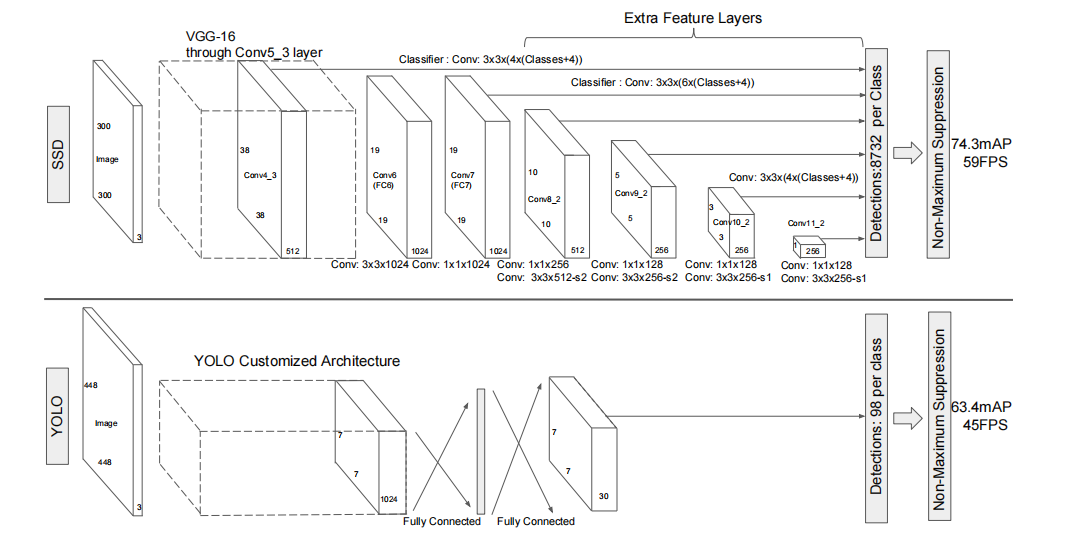 Extra Feature Layers
VGG-16
through Conv5_3 layer
Classifier : Conv: 3x3x(4x(Classes+4))
Classifier : Conv: 3x3x(6x(Classes+4))
Conv: 3x3x(4x(Classes+4))
SSD
300
Image
300
3
38
Conv4_3
38
512
19
Conv6
(FC6)
19
1024
19
Conv7
(FC7)
19
1024
10
Conv8_2
10
512
5
Conv9_2
5
256
3
Conv10_2
3
256
Conv11_2
1
256
Conv: 3x3x1024
Conv: 1x1x1024
Conv: 1x1x256
Conv: 3x3x512-s2
Conv: 1x1x128
Conv: 3x3x256-s2
Conv: 1x1x128
Conv: 3x3x256-s1
Conv: 1x1x128
Conv: 3x3x256-s1
Detections:8732 per Class
Non-Maximum Suppression
74.3mAP
59FPS
YOLO
448
Image
448
3
YOLO Customized Architecture
7
7
1024
Fully Connected
Fully Connected
7
7
30
Detections: 98 per class
Non-Maximum Suppression
63.4mAP
45FPS